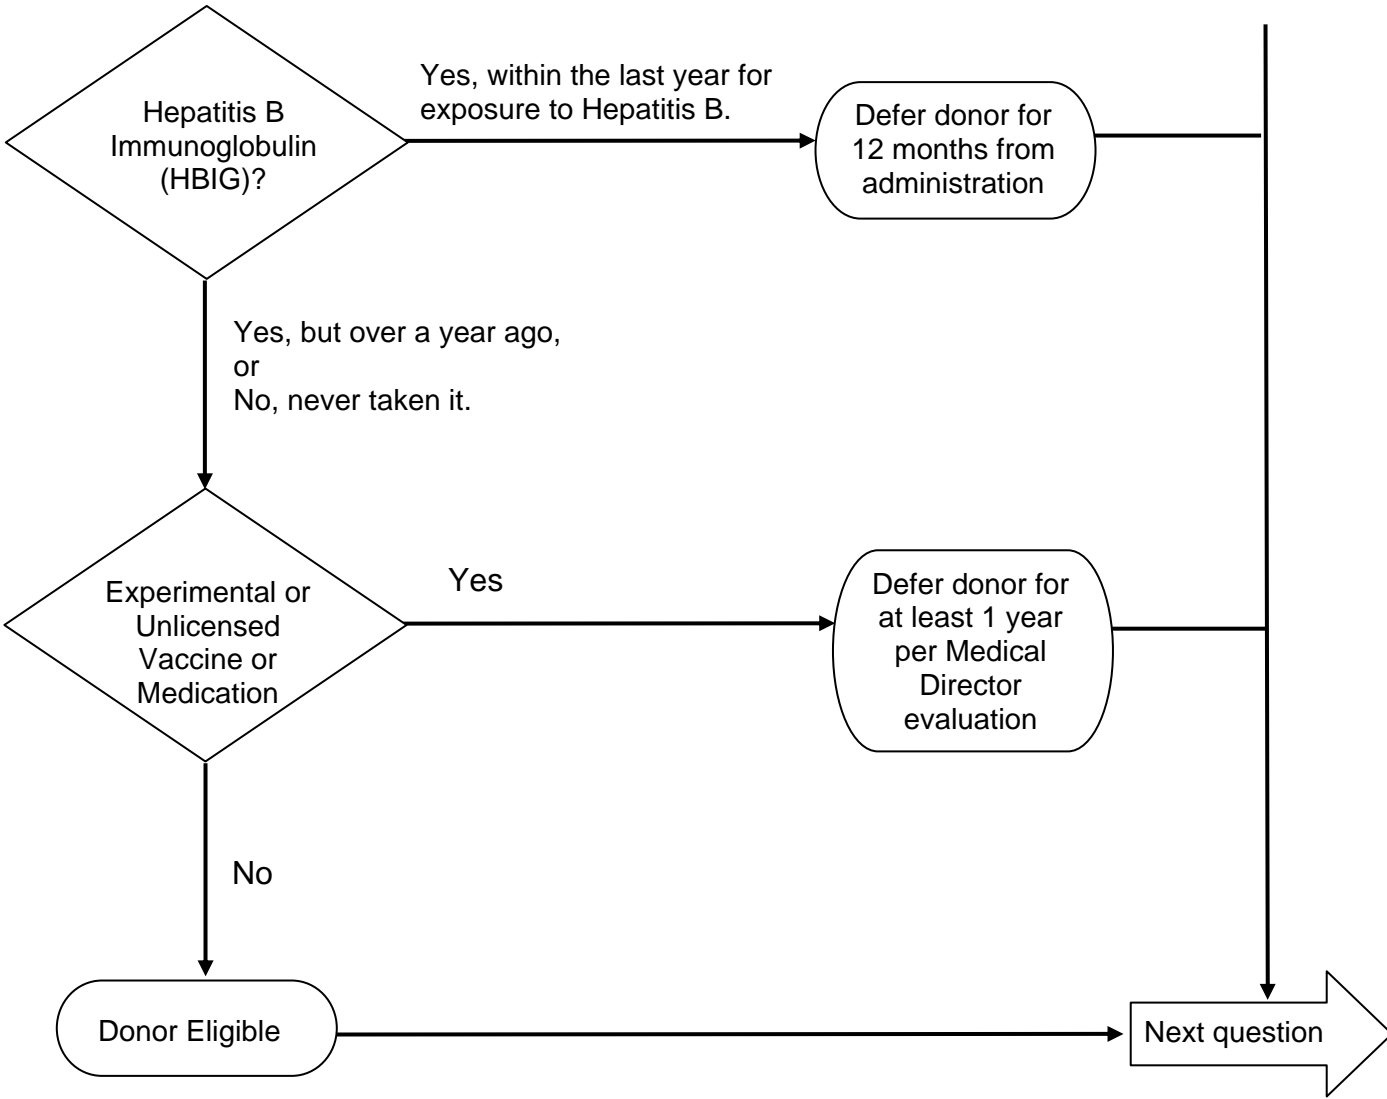 Hepatitis B
Immunoglobulin
(HBIG)?
Yes, within the last year for
exposure to Hepatitis B.
Defer donor for
12 months from
administration
Yes, but over a year ago,
or
No, never taken it.
Experimental or
Unlicensed
Vaccine or
Medication
Yes
Defer donor for
at least 1 year
per Medical
Director
evaluation
No
Donor Eligible
Next question